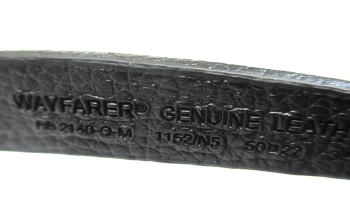 WAYFARER® GENUINE LEATH
RB 2140-Q-M 1152/N5 50□22